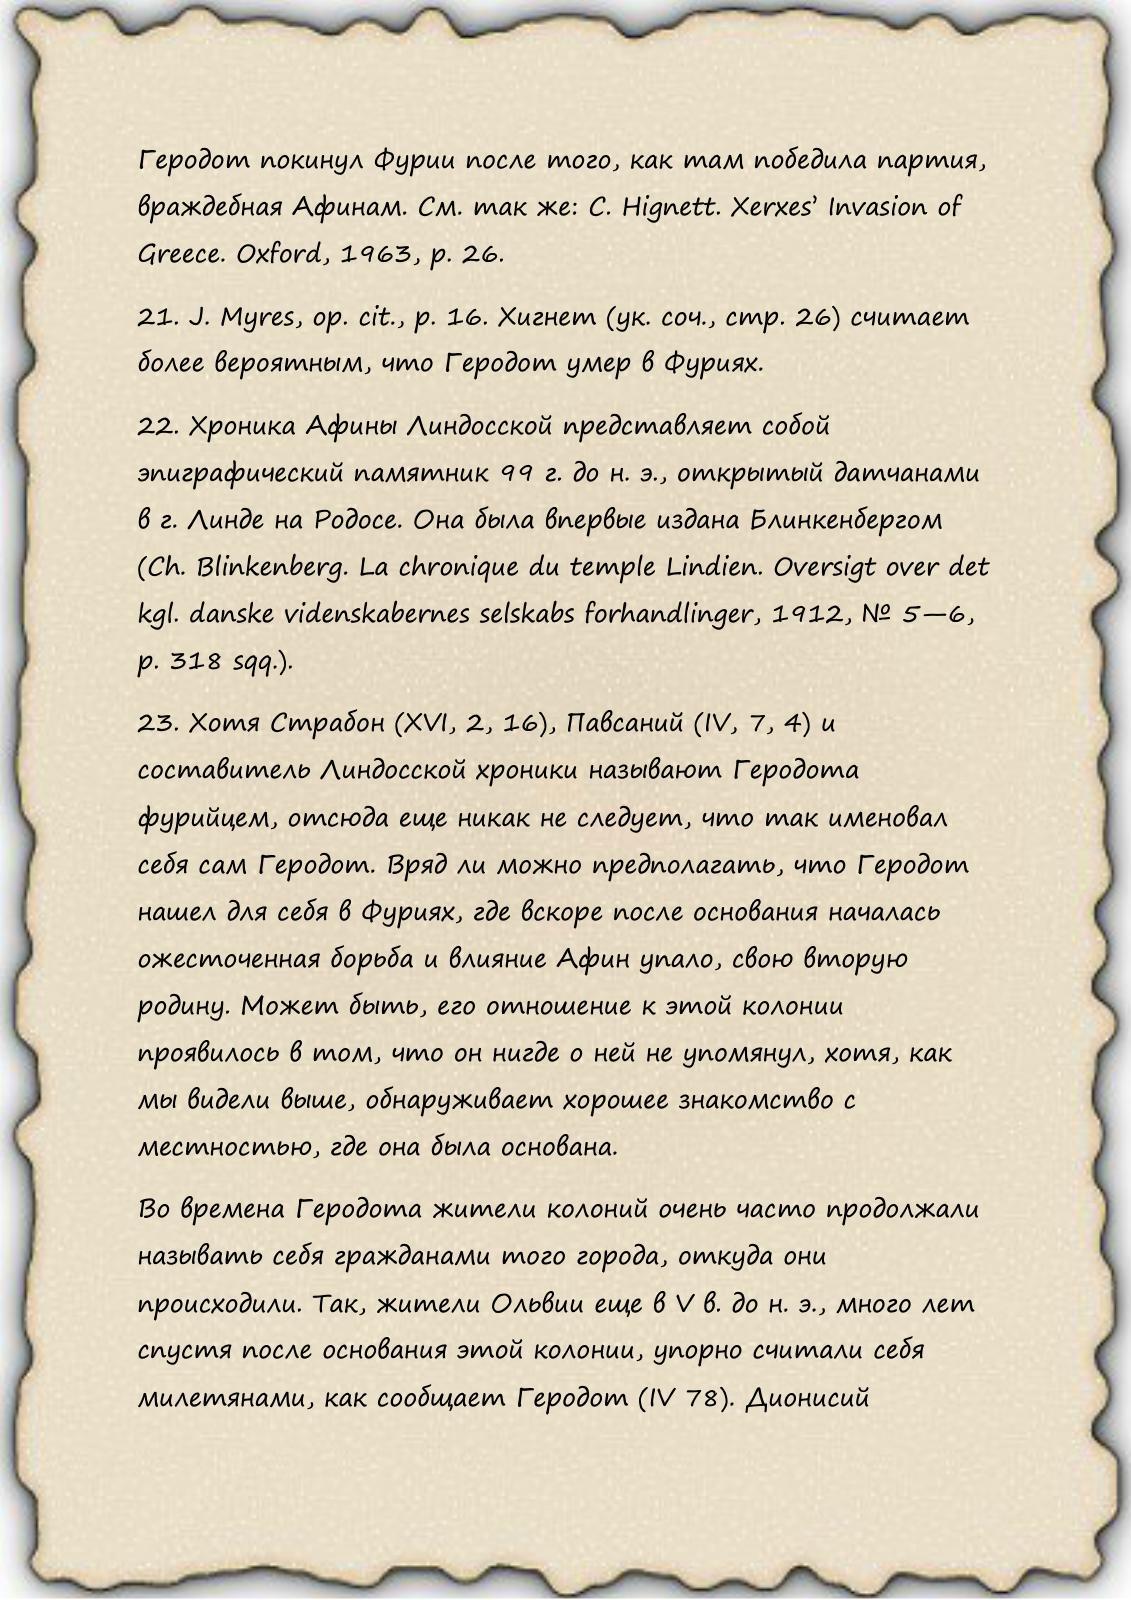 Геродот покинул Фурии после того, как там победила партия,
враждебная Афинам. См. так же: C. Hignett. Xerxes’ Invasion of
Greece. Oxford, 1963, p. 26.
21. J. Myres, op. cit., p. 16. Хигнет (ук. соч., стр. 26) считает
более вероятным, что Геродот умер в Фуриях.
22. Хроника Афины Линдосской представляет собой
эпиграфический памятник 99 г. до н. э., открытый датчанами
в г. Линде на Родосе. Она была впервые издана Блинкенбергом
(Ch. Blinkenberg. La chronique du temple Lindien. Oversigt over det
kgl. danske videnskabernes selskabs forhandlinger, 1912, № 5—6,
p. 318 sqq.).
23. Хотя Страбон (XVI, 2, 16), Павсаний (IV, 7, 4) и
составитель Линдосской хроники называют Геродота
фурийцем, отсюда еще никак не следует, что так именовал
себя сам Геродот. Вряд ли можно предполагать, что Геродот
нашел для себя в Фуриях, где вскоре после основания началась
ожесточенная борьба и влияние Афин упало, свою вторую
родину. Может быть, его отношение к этой колонии
проявилось в том, что он нигде о ней не упомянул, хотя, как
мы видели выше, обнаруживает хорошее знакомство с
местностью, где она была основана.
Во времена Геродота жители колоний очень часто продолжали
называть себя гражданами того города, откуда они
происходили. Так, жители Ольвии еще в V в. до н. э., много лет
спустя после основания этой колонии, упорно считали себя
милетянами, как сообщает Геродот (IV 78). Дионисий